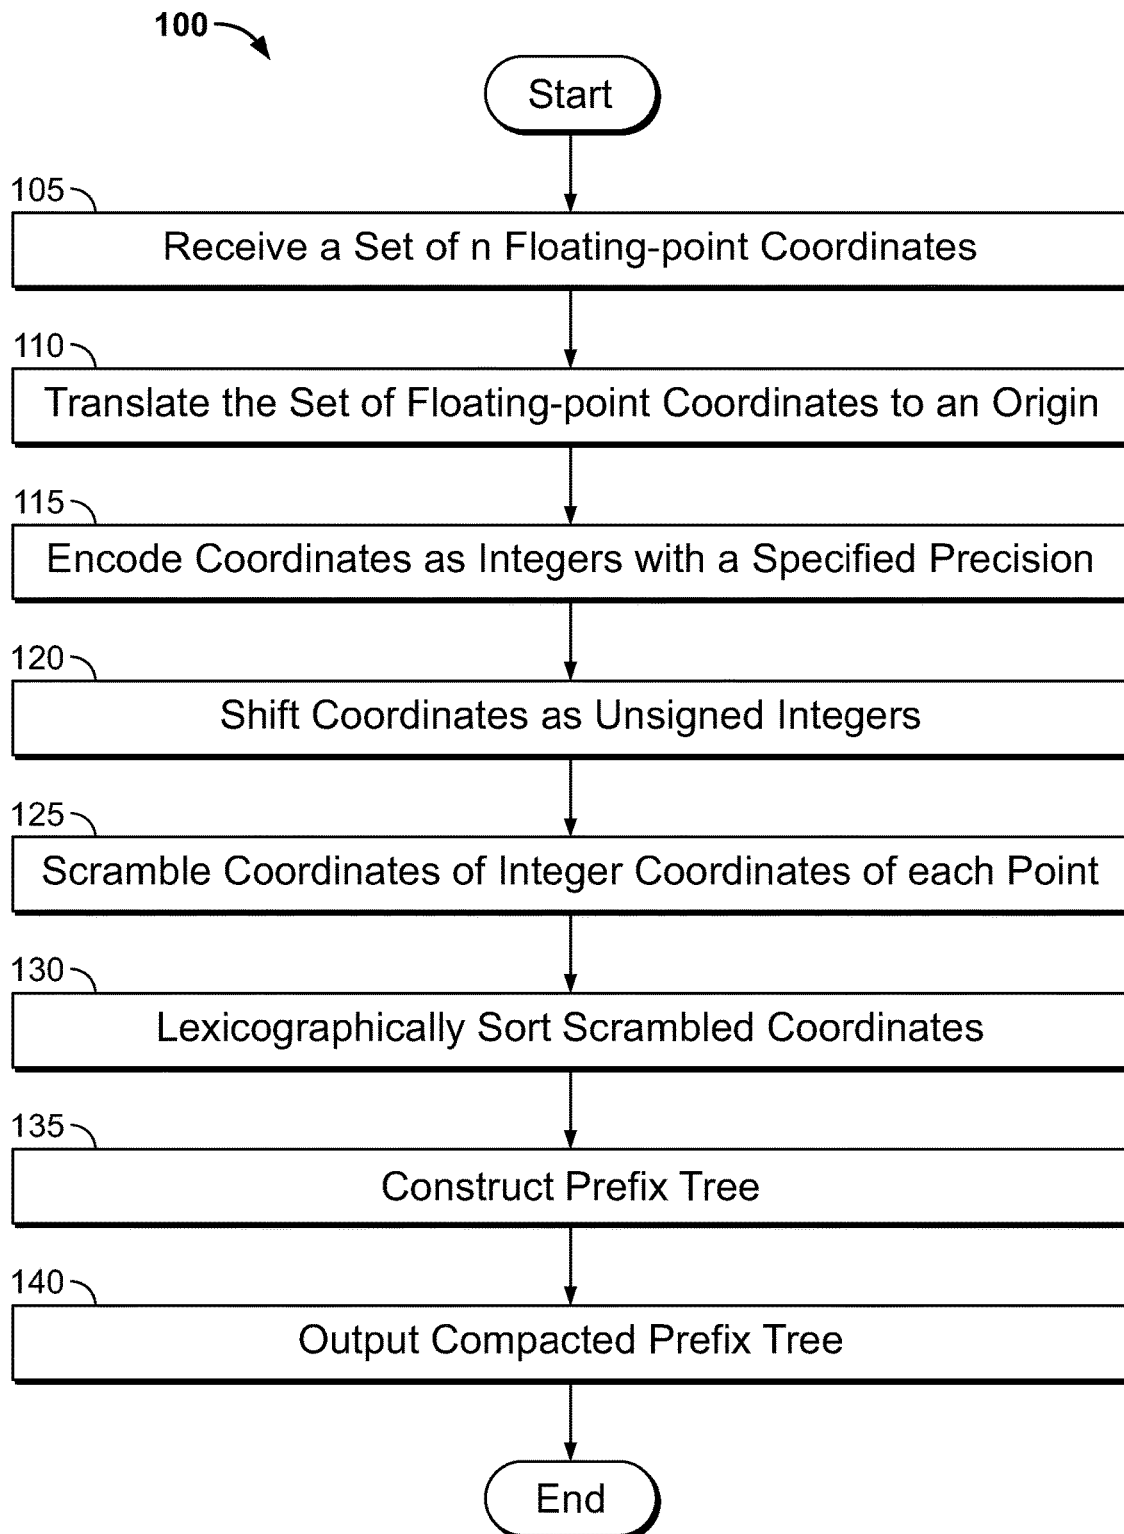 100
Start
105
Receive a Set of n Floating-point Coordinates
110
Translate the Set of Floating-point Coordinates to an Origin
115
Encode Coordinates as Integers with a Specified Precision
120
Shift Coordinates as Unsigned Integers
125
Scramble Coordinates of Integer Coordinates of each Point
130
Lexicographically Sort Scrambled Coordinates
135
Construct Prefix Tree
140
Output Compacted Prefix Tree
End